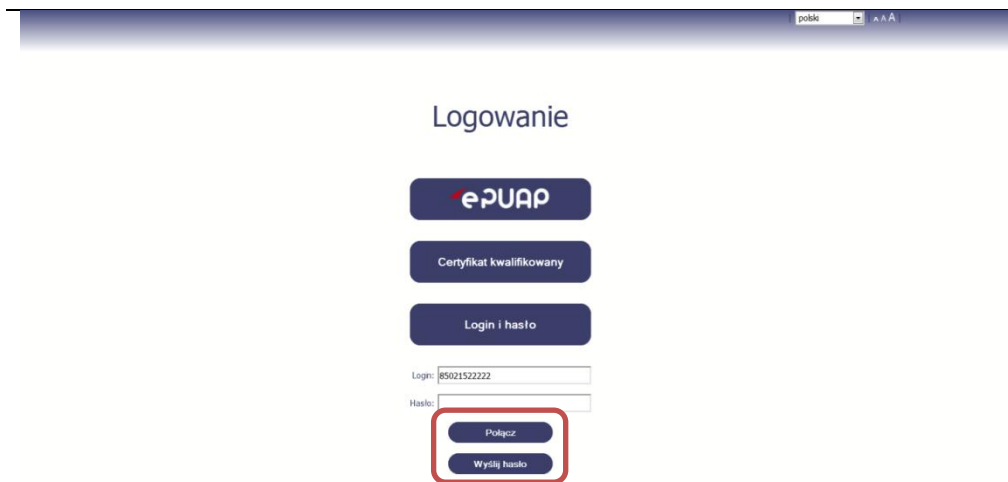 polski A A A
Logowanie
ePUAP
Certyfikat kwalifikowany
Login i hasło
Login: 85021522222
Hasło:
Połącz
Wyślij hasło